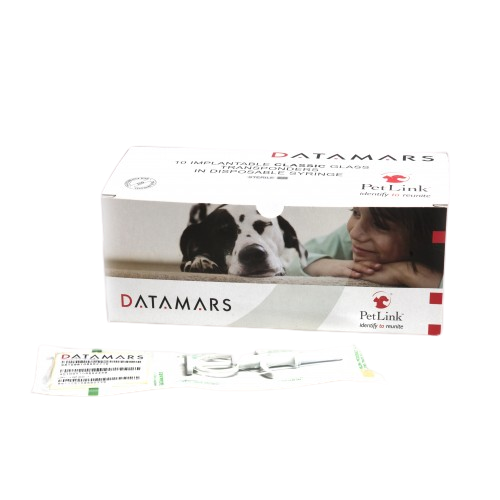 DATAMARS
10 IMPLANTABLE CLASSIC GLASS
TRANSPONDERS
IN DISPOSABLE SYRINGE
STERILE
PetLink
identify to reunite
DATAMARS
PetLink
identify to reunite
DATAMARS